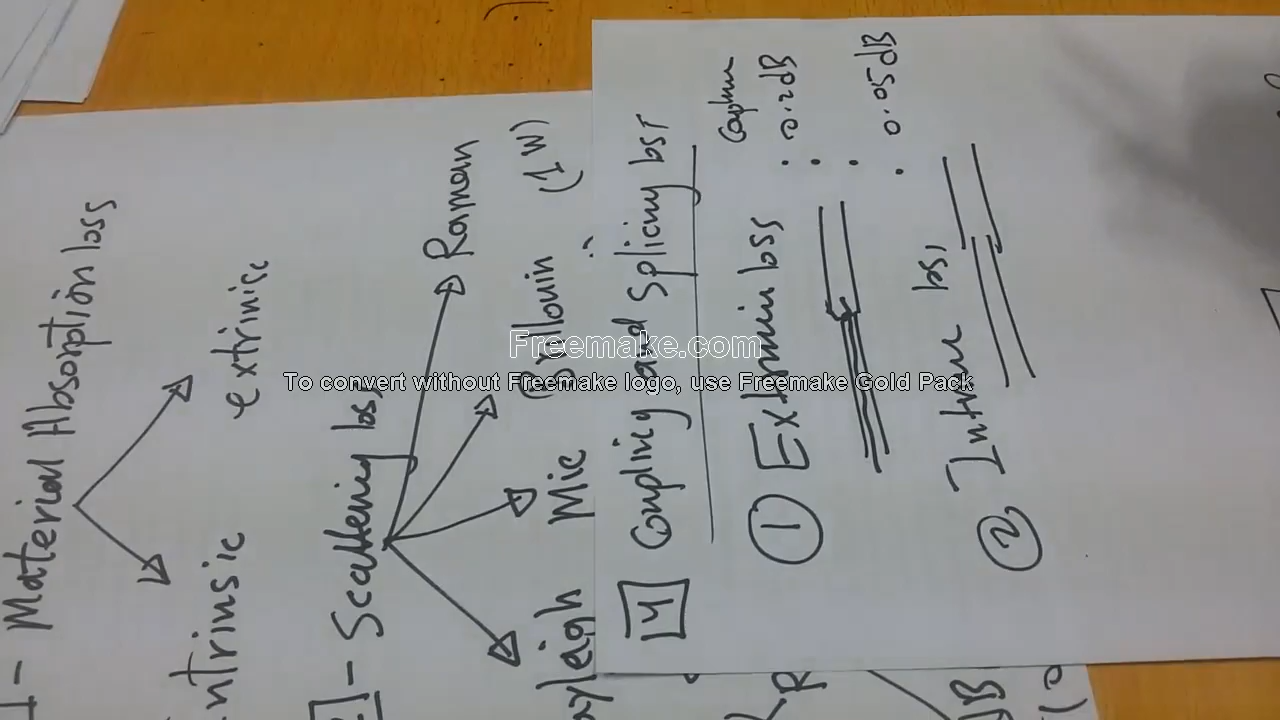 1 - Material Absorption loss
intrinsic extrinsic
2 - Scattering loss
Rayleigh Mie Brillouin Raman
(1 W)
4 Coupling and Splicing loss
① Extrinsic loss
: 0.2dB
: 0.05dB
② Intrinsic loss
dB
Freemake.com
To convert without Freemake logo, use Freemake Gold Pack